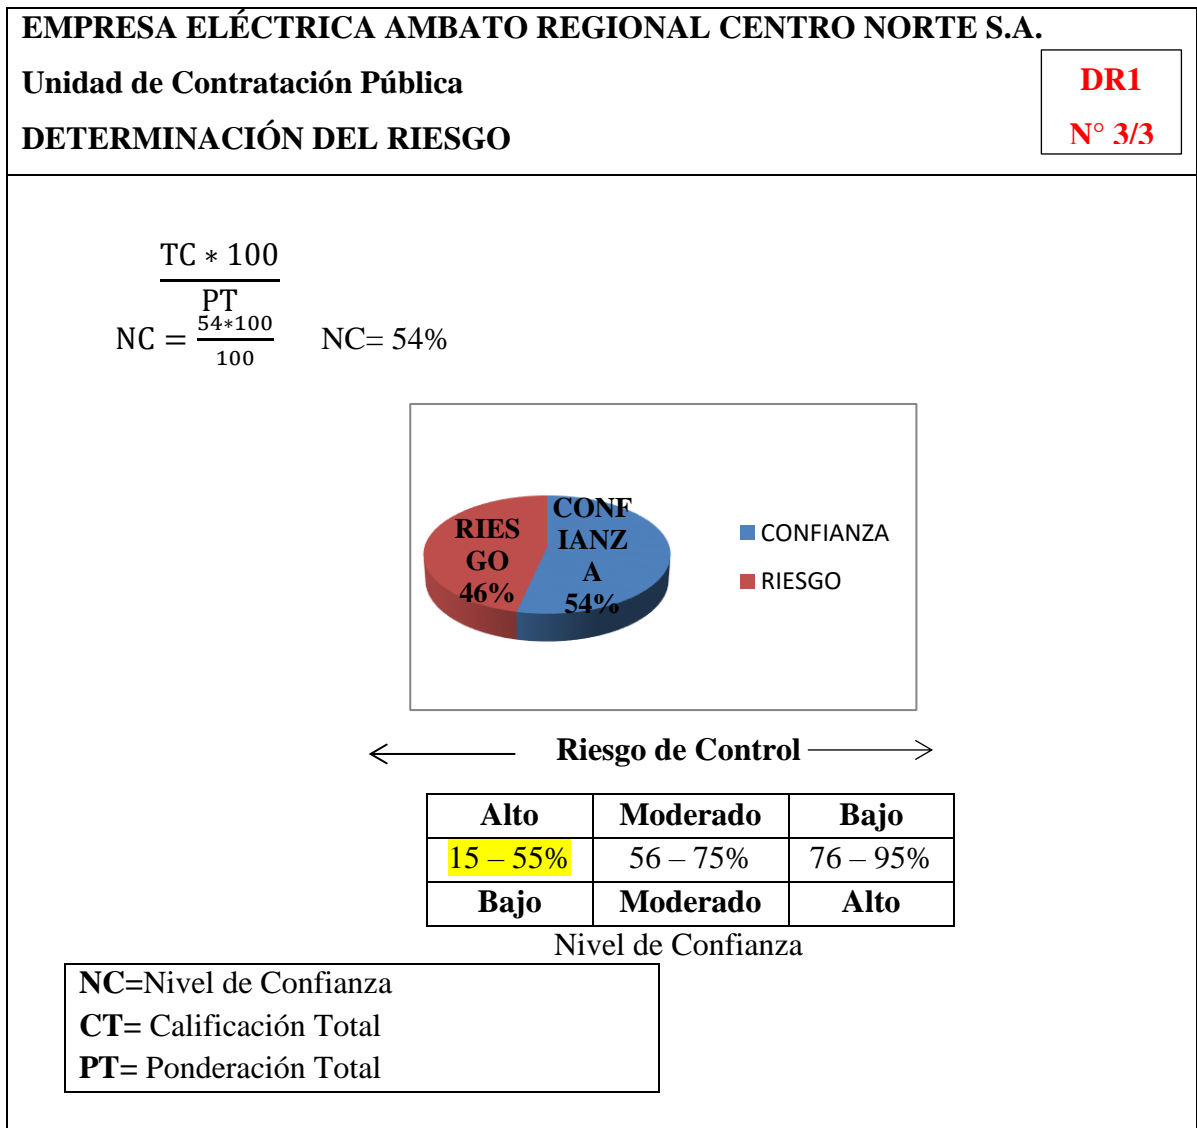 EMPRESA ELÉCTRICA AMBATO REGIONAL CENTRO NORTE S.A.
Unidad de Contratación Pública
DETERMINACIÓN DEL RIESGO
DR1
N° 3/3
TC ∗ 100
PT
NC = 54*100 / 100 NC= 54%
RIES
GO
46%
CONF
IANZ
A
54%
CONFIANZA
RIESGO
Riesgo de Control
Alto Moderado Bajo
15 – 55% 56 – 75% 76 – 95%
Bajo Moderado Alto
Nivel de Confianza
NC=Nivel de Confianza
CT= Calificación Total
PT= Ponderación Total